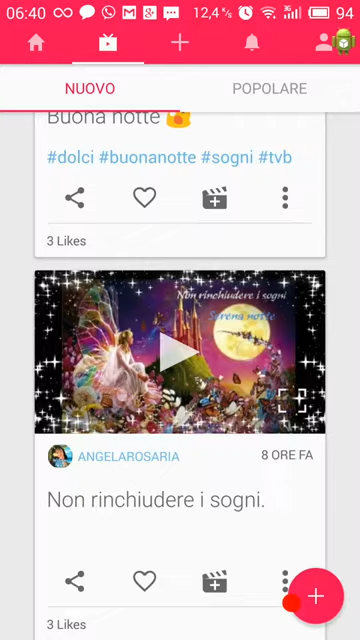 06:40 12,4 K/s 3G 94
NUOVO POPOLARE
Buona notte
#dolci #buonanotte #sogni #tvb
3 Likes
Non rinchiudere i sogni
Serena notte
ANGELAROSARIA 8 ORE FA
Non rinchiudere i sogni.
3 Likes